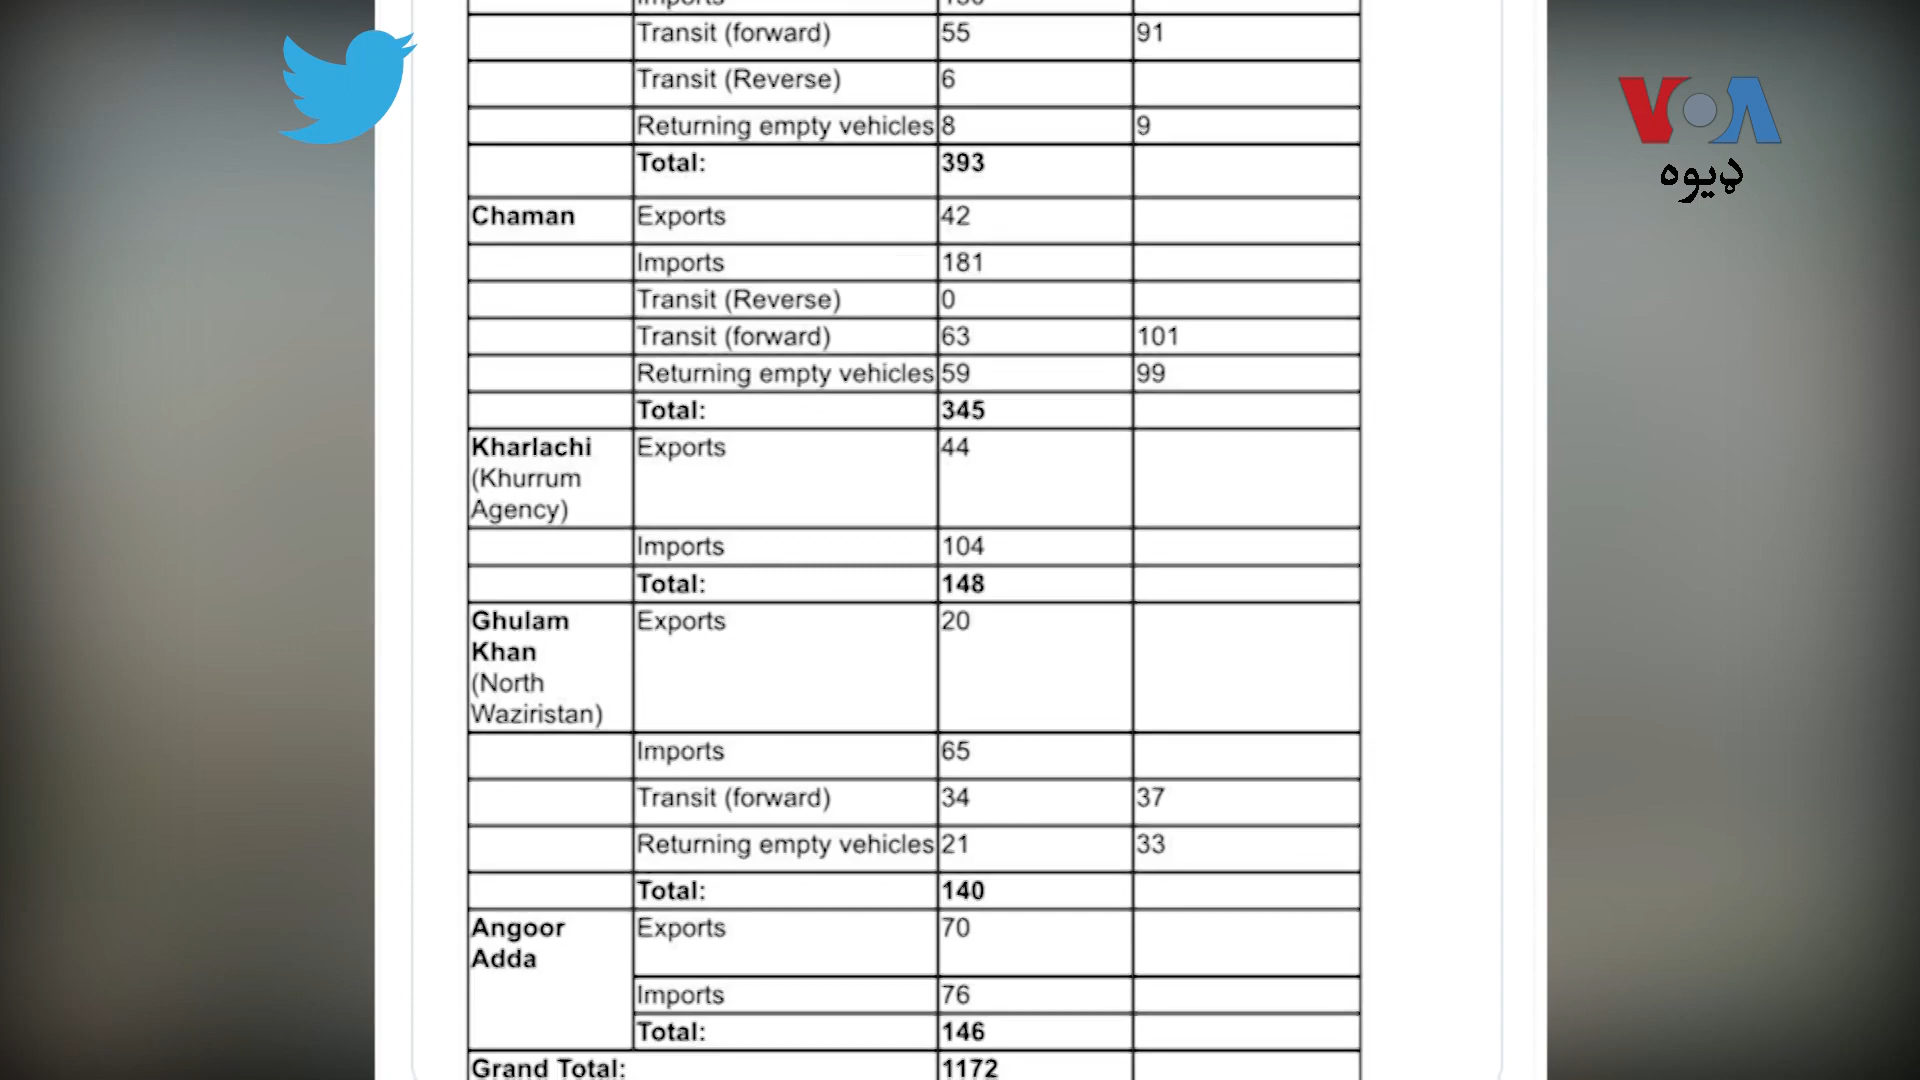 Transit (forward) 55 91
Transit (Reverse) 6
Returning empty vehicles 8 9
Total: 393
Chaman Exports 42
Imports 181
Transit (Reverse) 0
Transit (forward) 63 101
Returning empty vehicles 59 99
Total: 345
Kharlachi Exports 44
(Khurrum
Agency)
Imports 104
Total: 148
Ghulam Exports 20
Khan
(North
Waziristan)
Imports 65
Transit (forward) 34 37
Returning empty vehicles 21 33
Total: 140
Angoor Exports 70
Adda
Imports 76
Total: 146
Grand Total: 1172
VOA
ډیوه